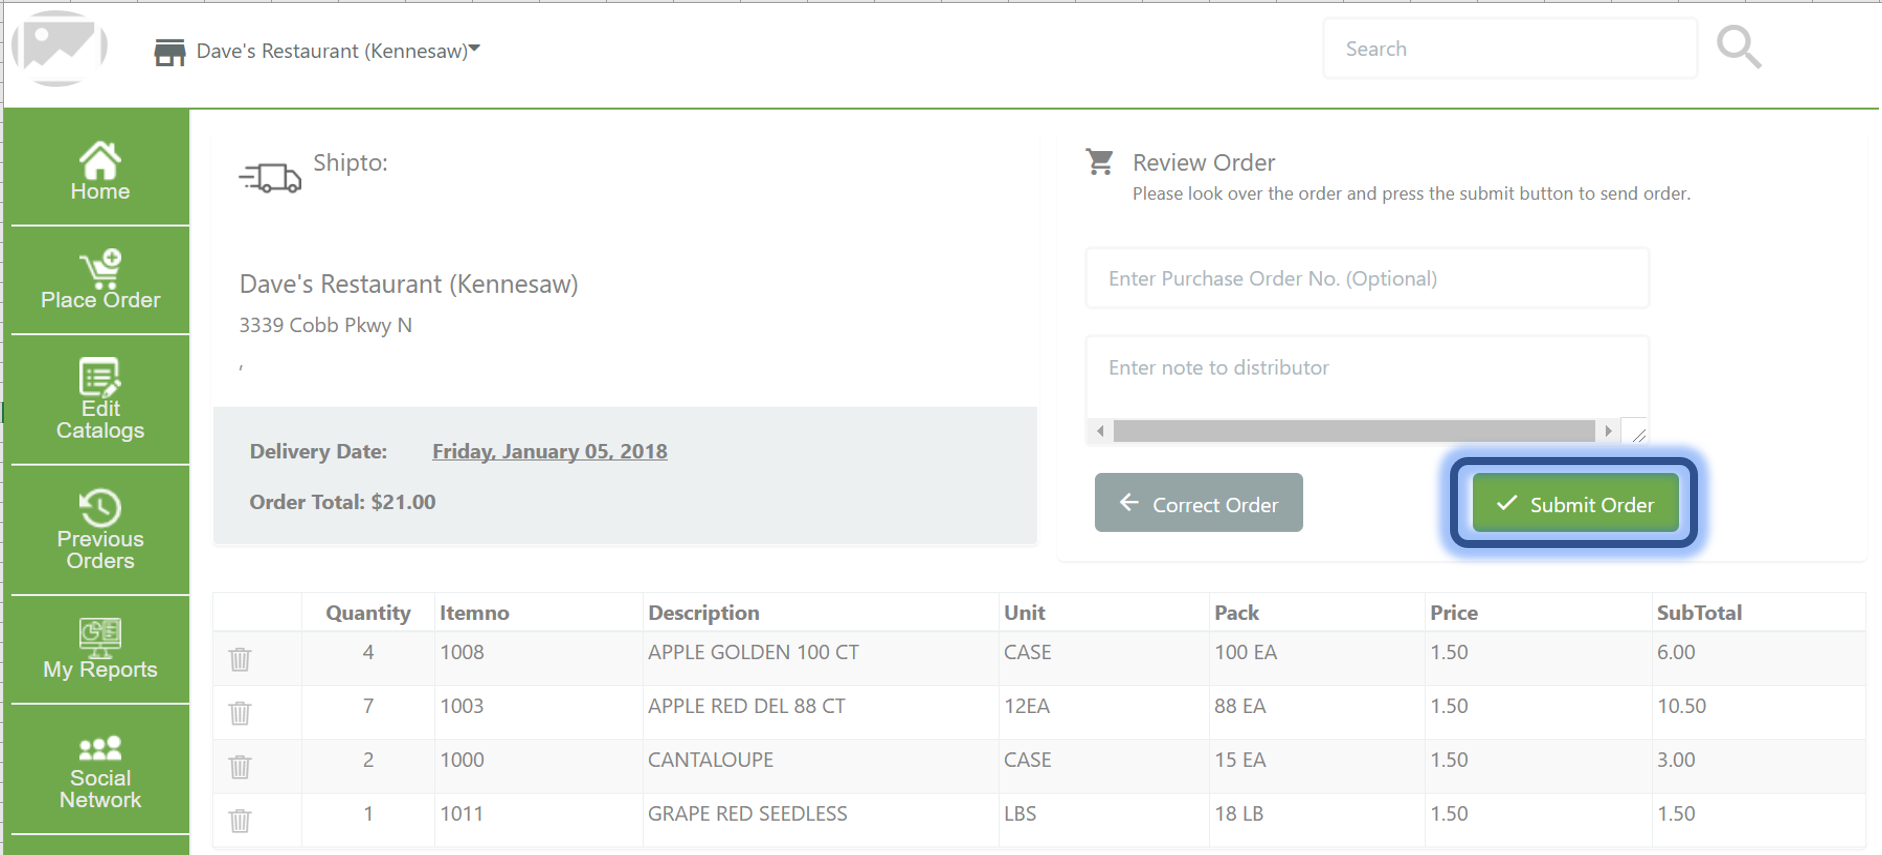 Dave's Restaurant (Kennesaw)
Search
Home
Place Order
Edit
Catalogs
Previous
Orders
My Reports
Social
Network
Shipto:
Dave's Restaurant (Kennesaw)
3339 Cobb Pkwy N
,
Delivery Date: Friday, January 05, 2018
Order Total: $21.00
Review Order
Please look over the order and press the submit button to send order.
Enter Purchase Order No. (Optional)
Enter note to distributor
Correct Order
Submit Order
Quantity Itemno Description Unit Pack Price SubTotal
4 1008 APPLE GOLDEN 100 CT CASE 100 EA 1.50 6.00
7 1003 APPLE RED DEL 88 CT 12EA 88 EA 1.50 10.50
2 1000 CANTALOUPE CASE 15 EA 1.50 3.00
1 1011 GRAPE RED SEEDLESS LBS 18 LB 1.50 1.50